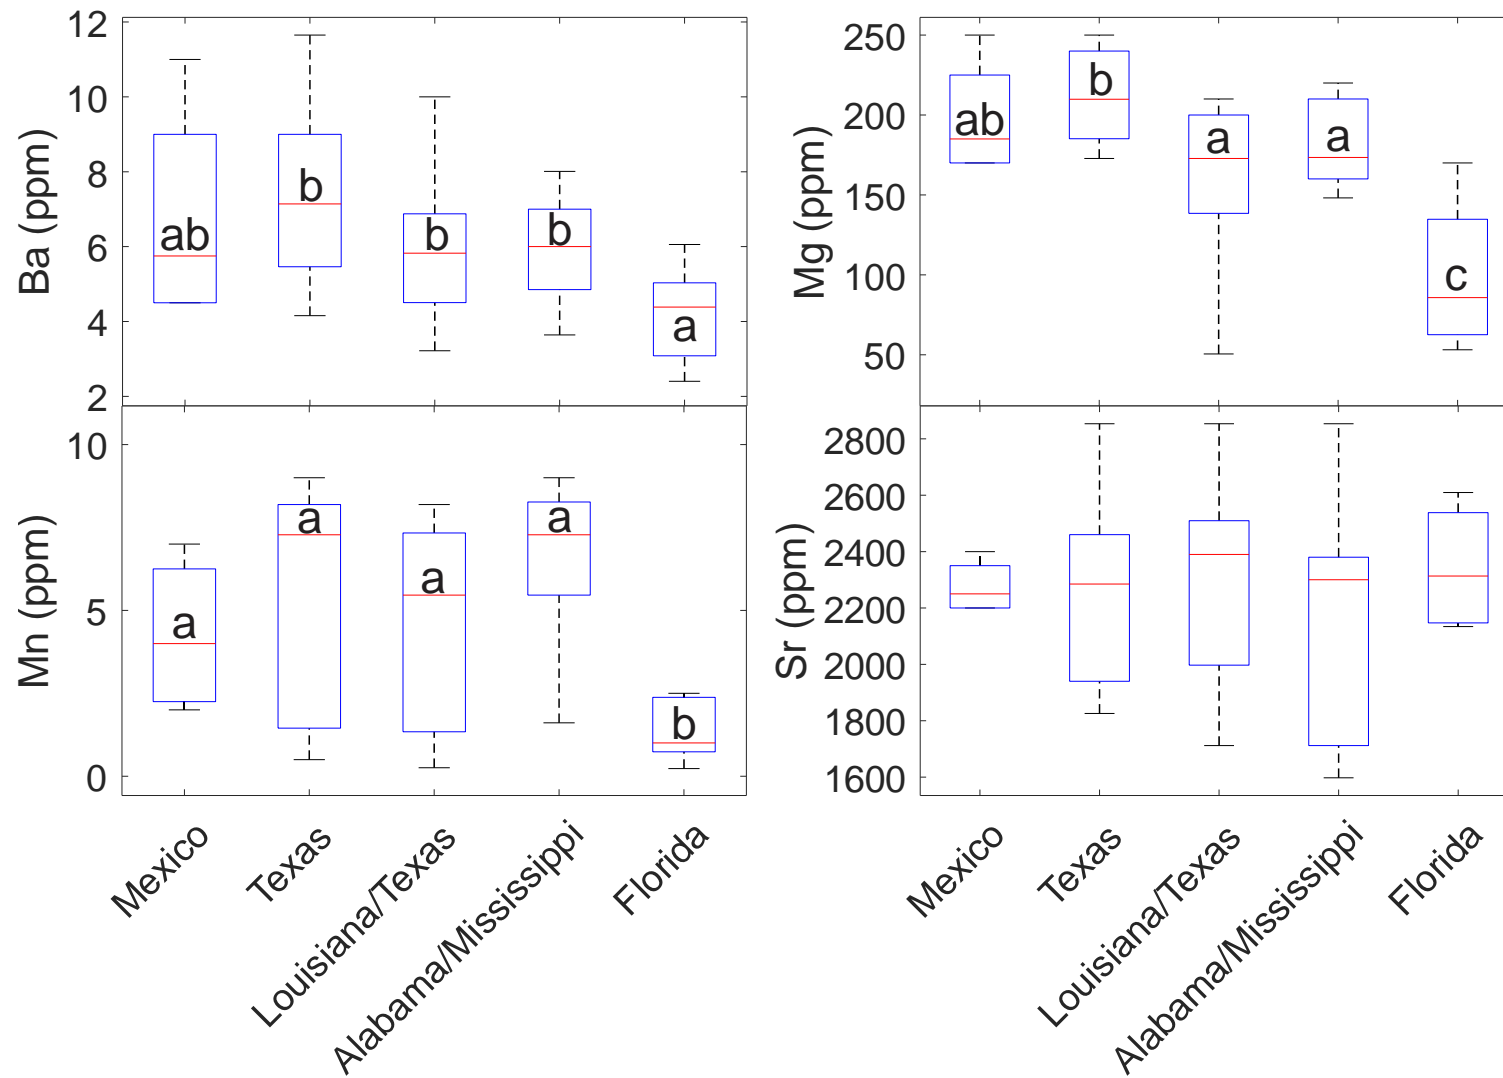 Ba (ppm)
12
10
8
6
4
2
ab
b
b
b
a
Mg (ppm)
250
200
150
100
50
ab
b
a
a
c
Mn (ppm)
10
5
0
a
a
a
a
b
Sr (ppm)
2800
2600
2400
2200
2000
1800
1600
Mexico
Texas
Louisiana/Texas
Alabama/Mississippi
Florida
Mexico
Texas
Louisiana/Texas
Alabama/Mississippi
Florida